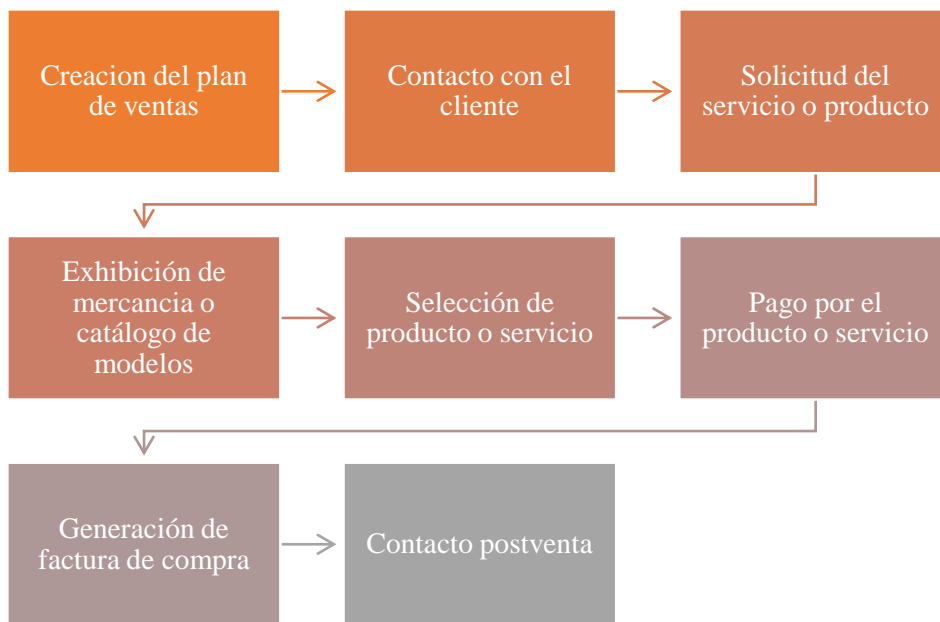 Creacion del plan
de ventas
Contacto con el
cliente
Solicitud del
servicio o producto
Exhibición de
mercancia o
catálogo de
modelos
Selección de
producto o servicio
Pago por el
producto o servicio
Generación de
factura de compra
Contacto postventa